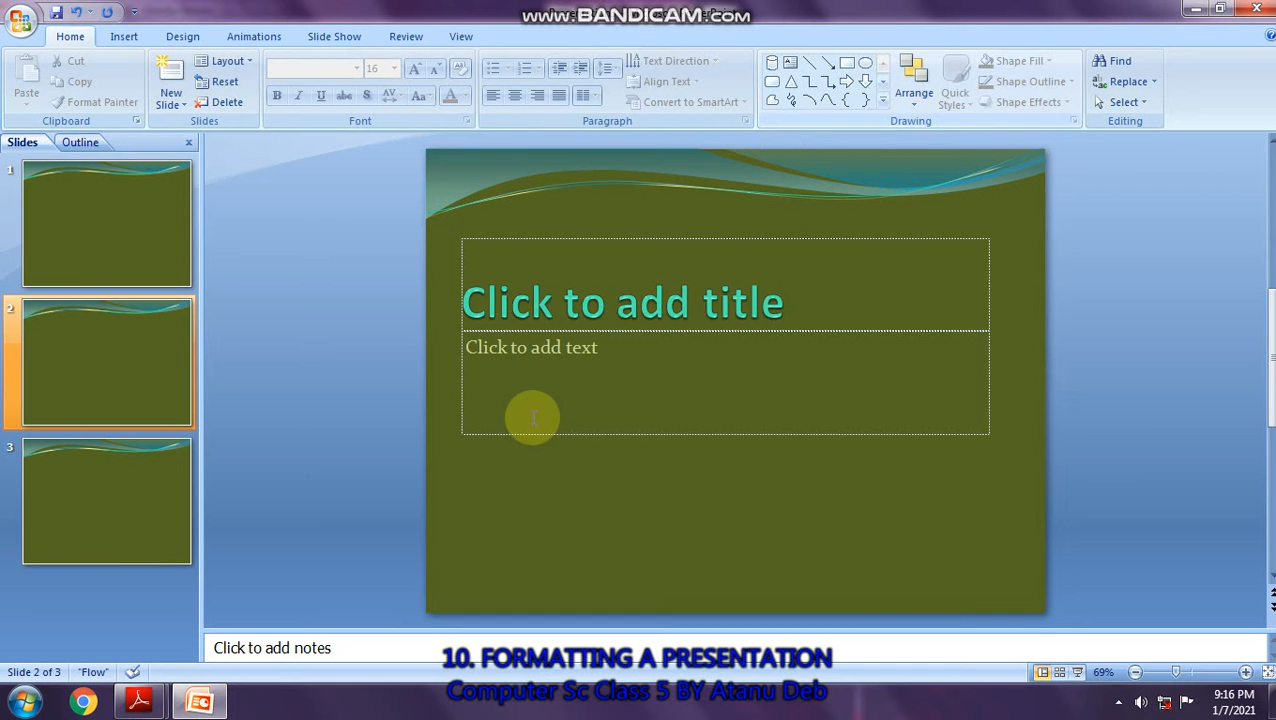 www.BANDICAM.com
Home Insert Design Animations Slide Show Review View
Paste
Cut
Copy
Format Painter
Clipboard
New
Slide
Layout
Reset
Delete
Slides
16
B I U abc S AV Aa A
Font
Text Direction
Align Text
Convert to SmartArt
Paragraph
Arrange
Quick
Styles
Shape Fill
Shape Outline
Shape Effects
Drawing
Find
Replace
Select
Editing
Slides Outline
1
2
3
Click to add title
Click to add text
Click to add notes
10. FORMATTING A PRESENTATION
Computer Sc Class 5 BY Atanu Deb
Slide 2 of 3 "Flow" 69%
9:16 PM
1/7/2021